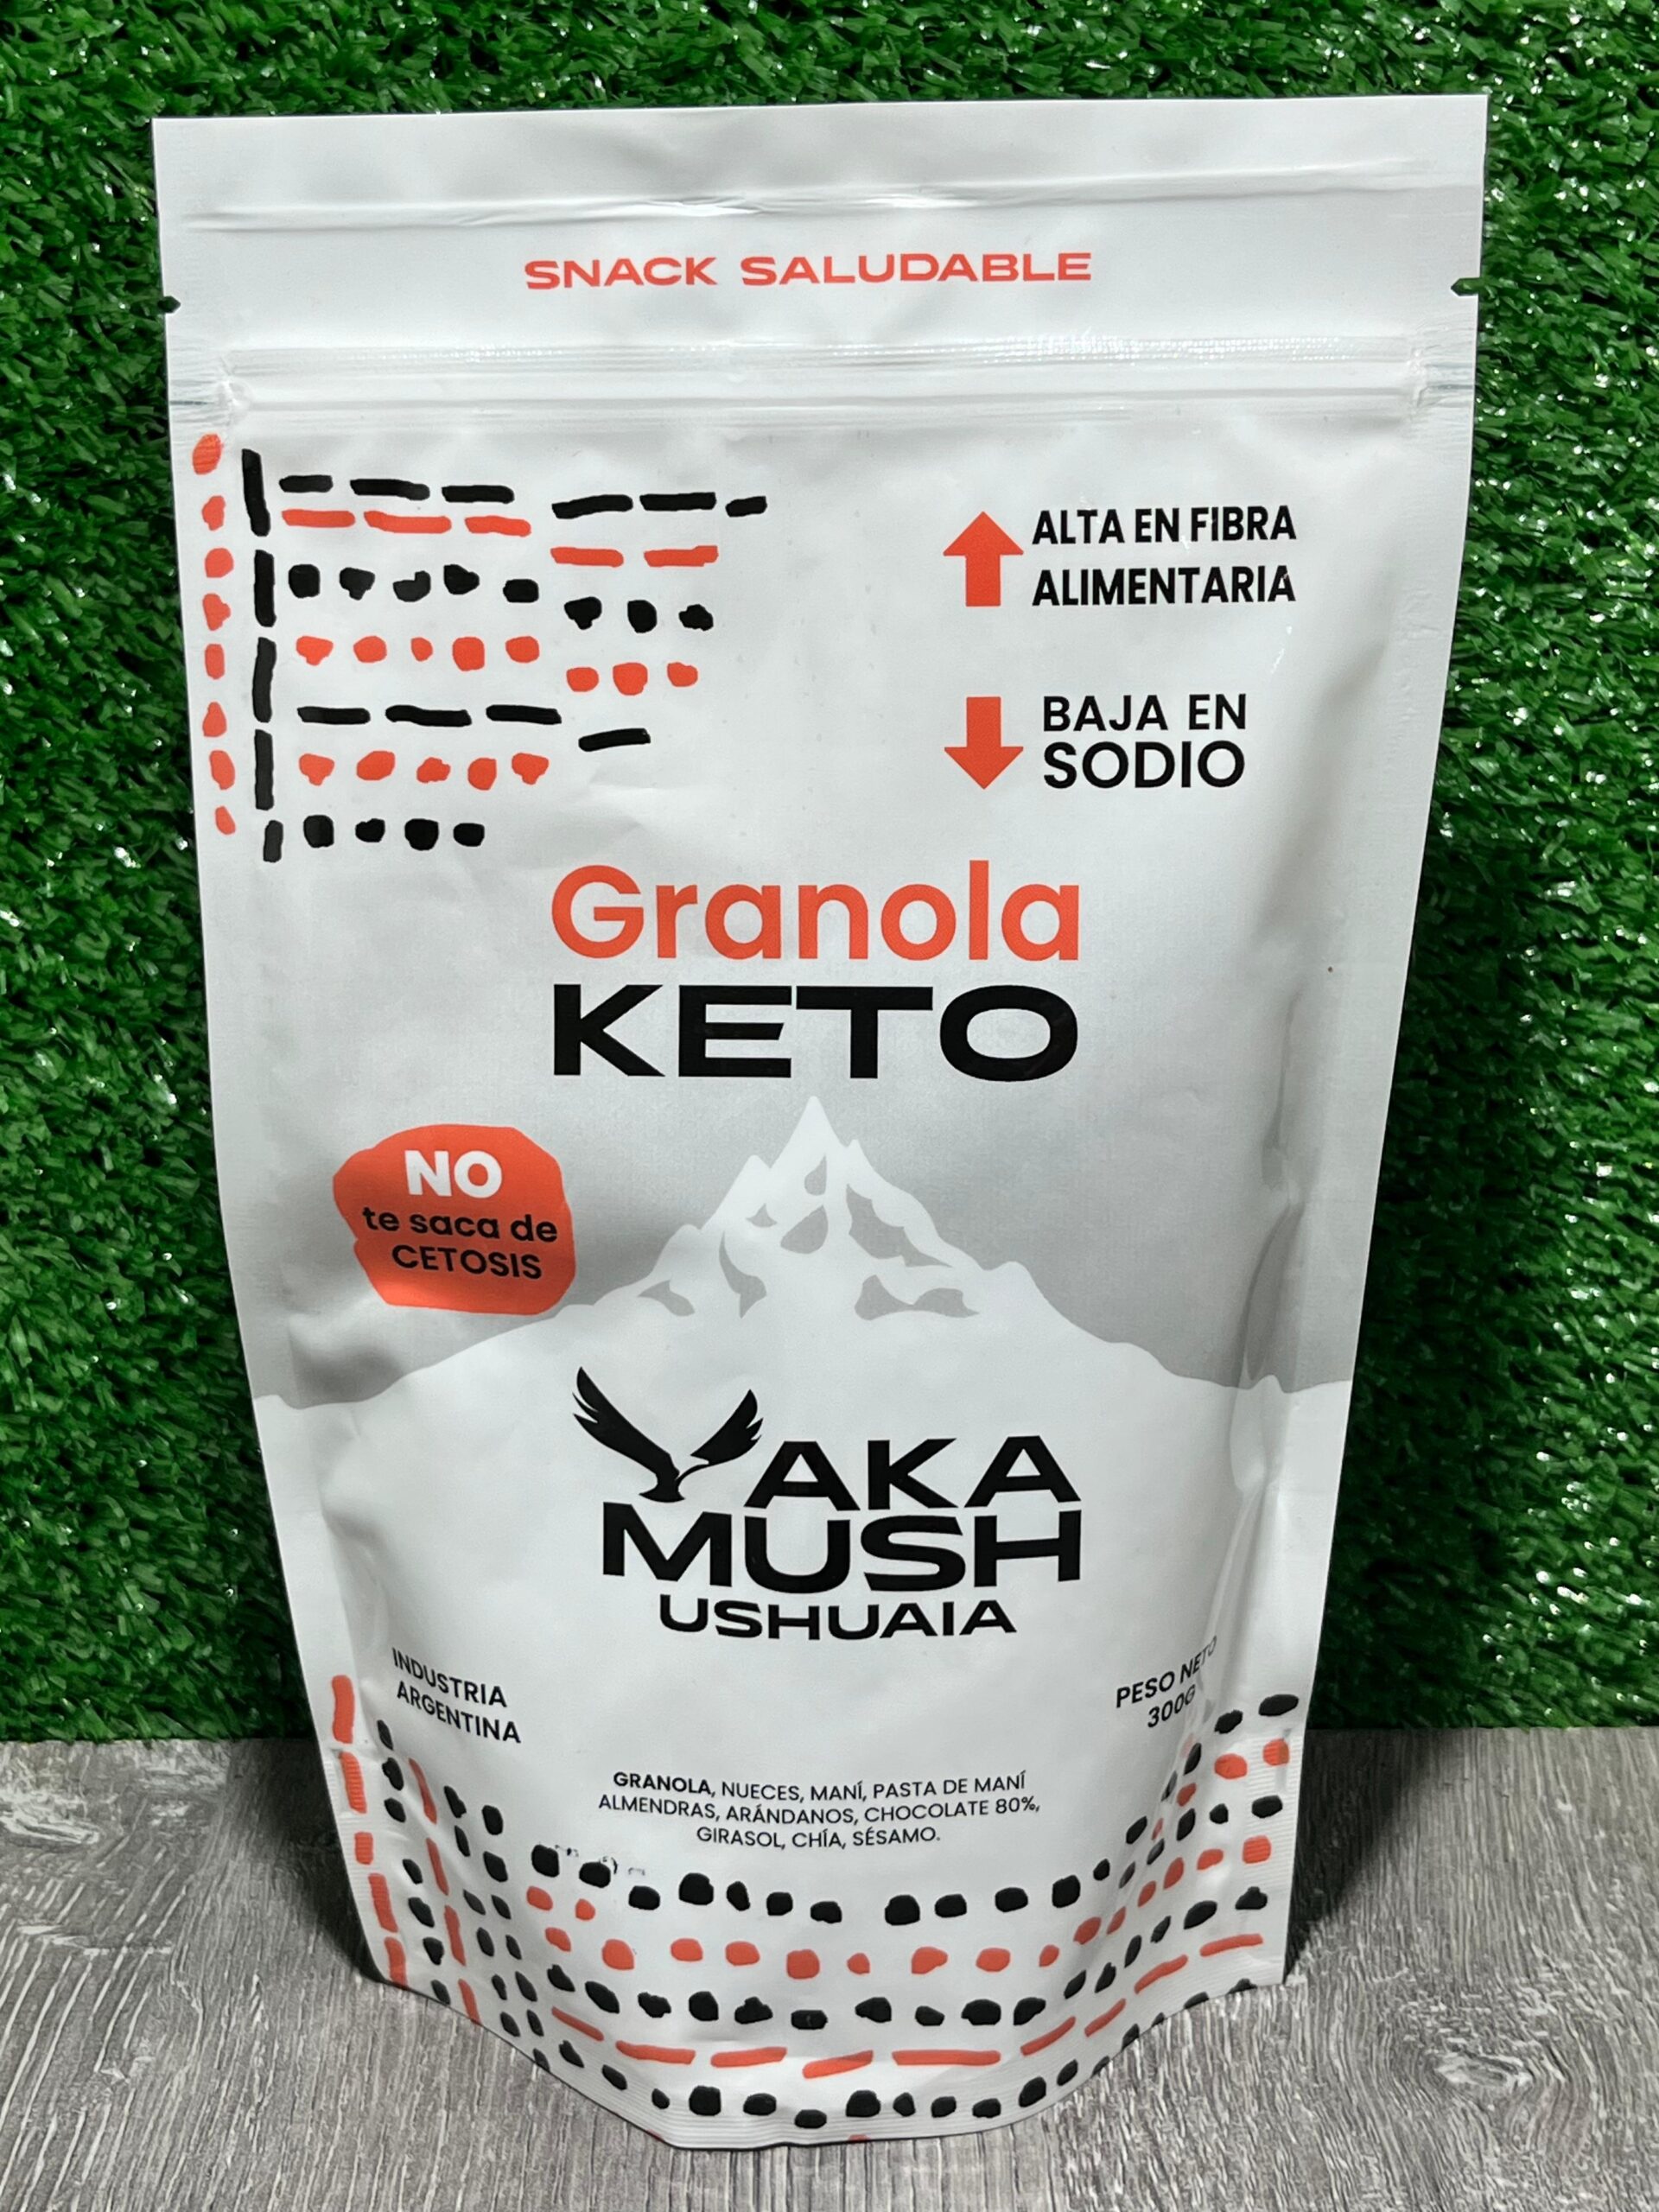 SNACK SALUDABLE
ALTA EN FIBRA
ALIMENTARIA
BAJA EN
SODIO
Granola
KETO
NO
te saca de
CETOSIS
YAKA
MUSH
USHUAIA
INDUSTRIA
ARGENTINA
PESO NETO
300G
GRANOLA, NUECES, MANÍ, PASTA DE MANÍ
ALMENDRAS, ARÁNDANOS, CHOCOLATE 80%,
GIRASOL, CHÍA, SÉSAMO.